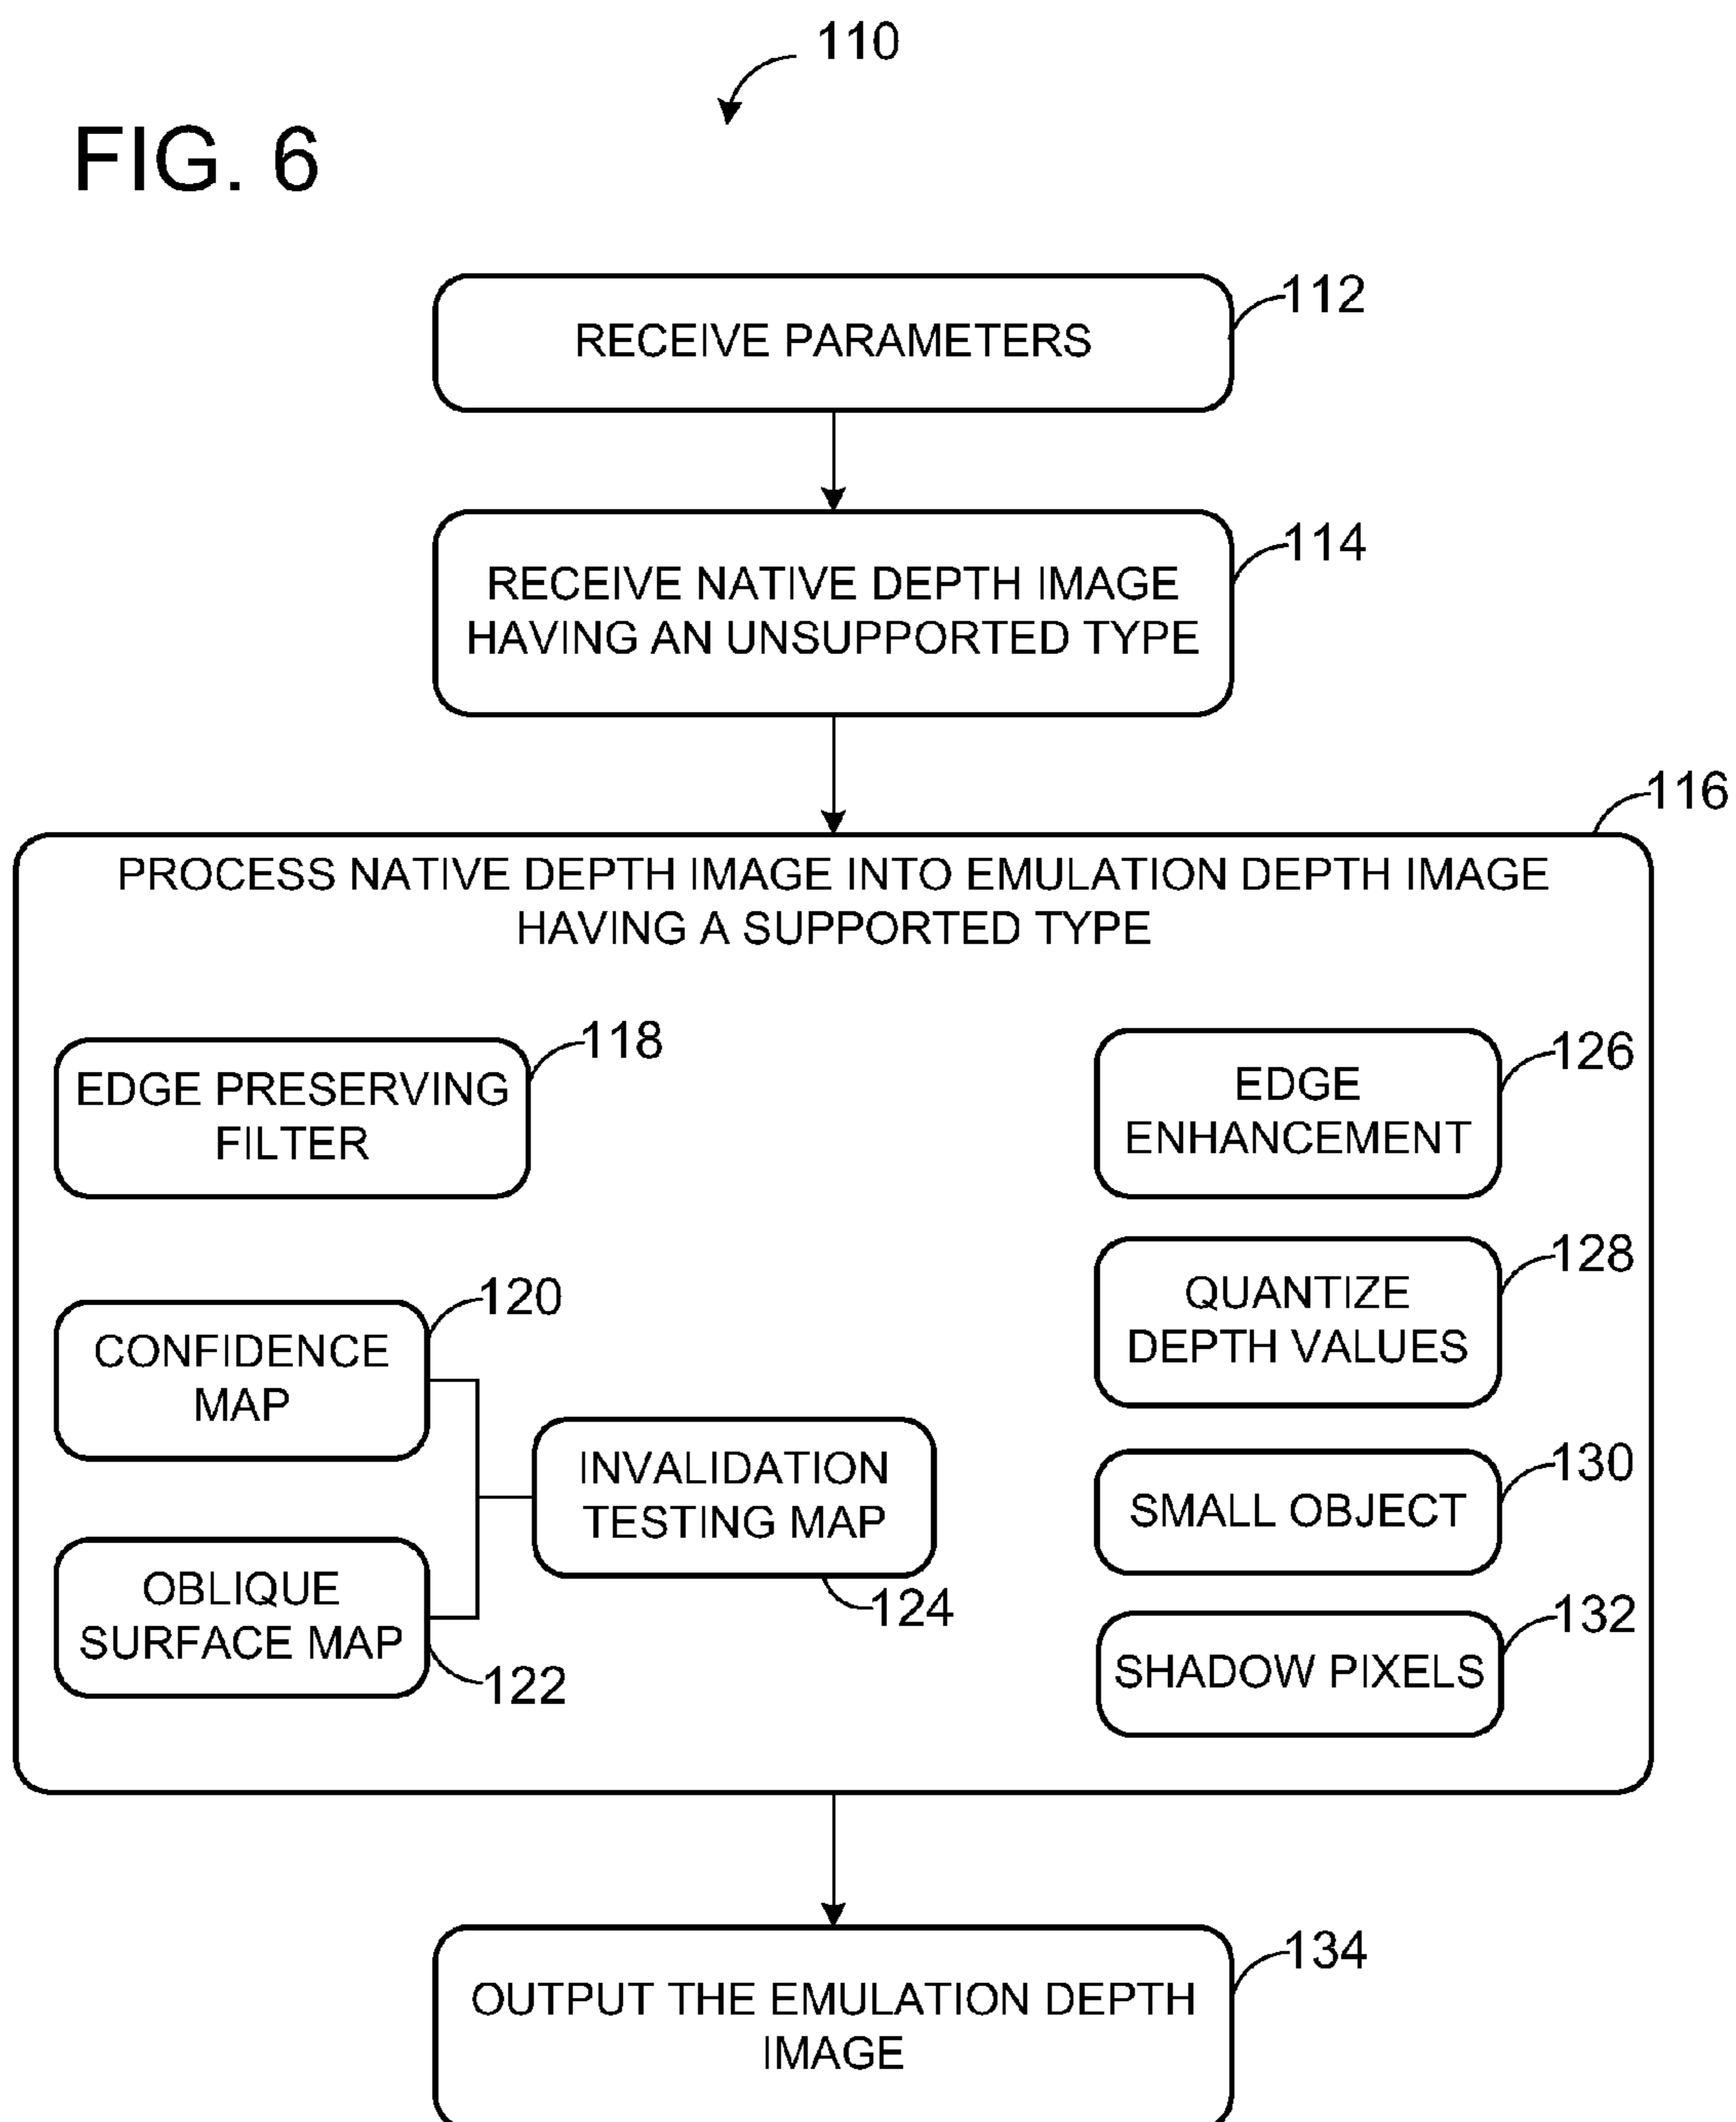 110
FIG. 6
112
RECEIVE PARAMETERS
114
RECEIVE NATIVE DEPTH IMAGE
HAVING AN UNSUPPORTED TYPE
116
PROCESS NATIVE DEPTH IMAGE INTO EMULATION DEPTH IMAGE
HAVING A SUPPORTED TYPE
118
EDGE PRESERVING
FILTER
120
CONFIDENCE
MAP
OBLIQUE
SURFACE MAP
122
INVALIDATION
TESTING MAP
124
126
EDGE
ENHANCEMENT
128
QUANTIZE
DEPTH VALUES
130
SMALL OBJECT
132
SHADOW PIXELS
134
OUTPUT THE EMULATION DEPTH
IMAGE